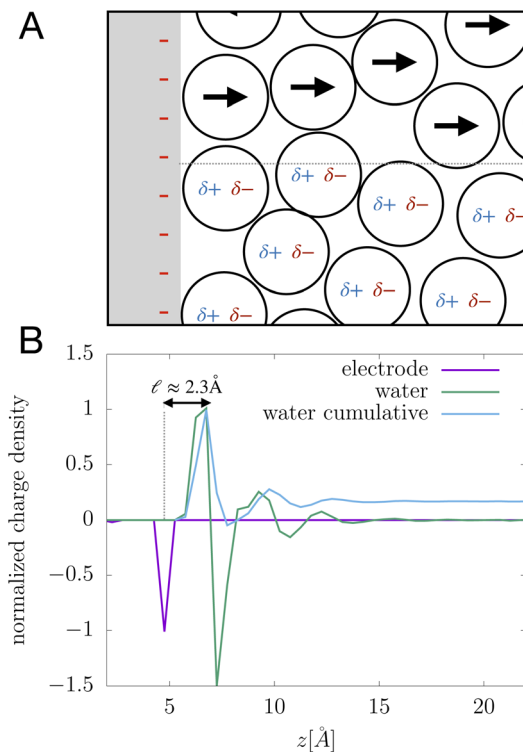 A
δ+ δ−
δ+ δ−
δ+ δ−
δ+ δ−
δ+ δ−
δ+ δ−
δ+ δ−
δ+ δ−
B
normalized charge density
1.5
1
0.5
0
−0.5
−1
−1.5
ℓ ≈ 2.3Å
electrode
water
water cumulative
5
10
15
20
z[Å]